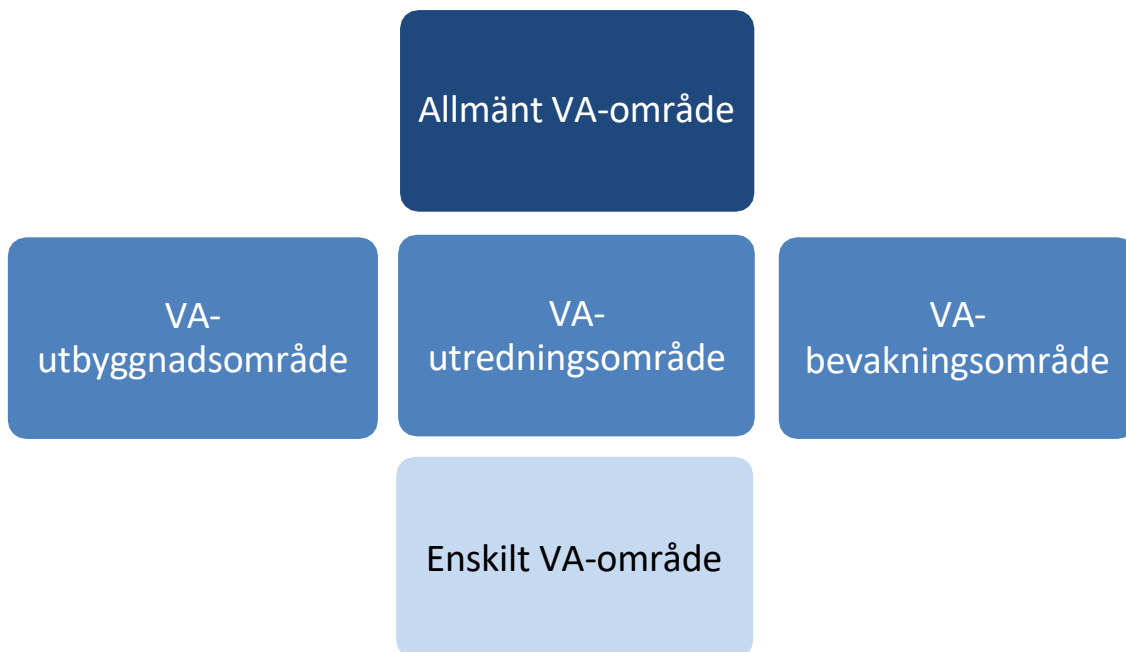 Allmänt VA-område
VA-
utbyggnadsområde
VA-
utredningsområde
VA-
bevakningsområde
Enskilt VA-område